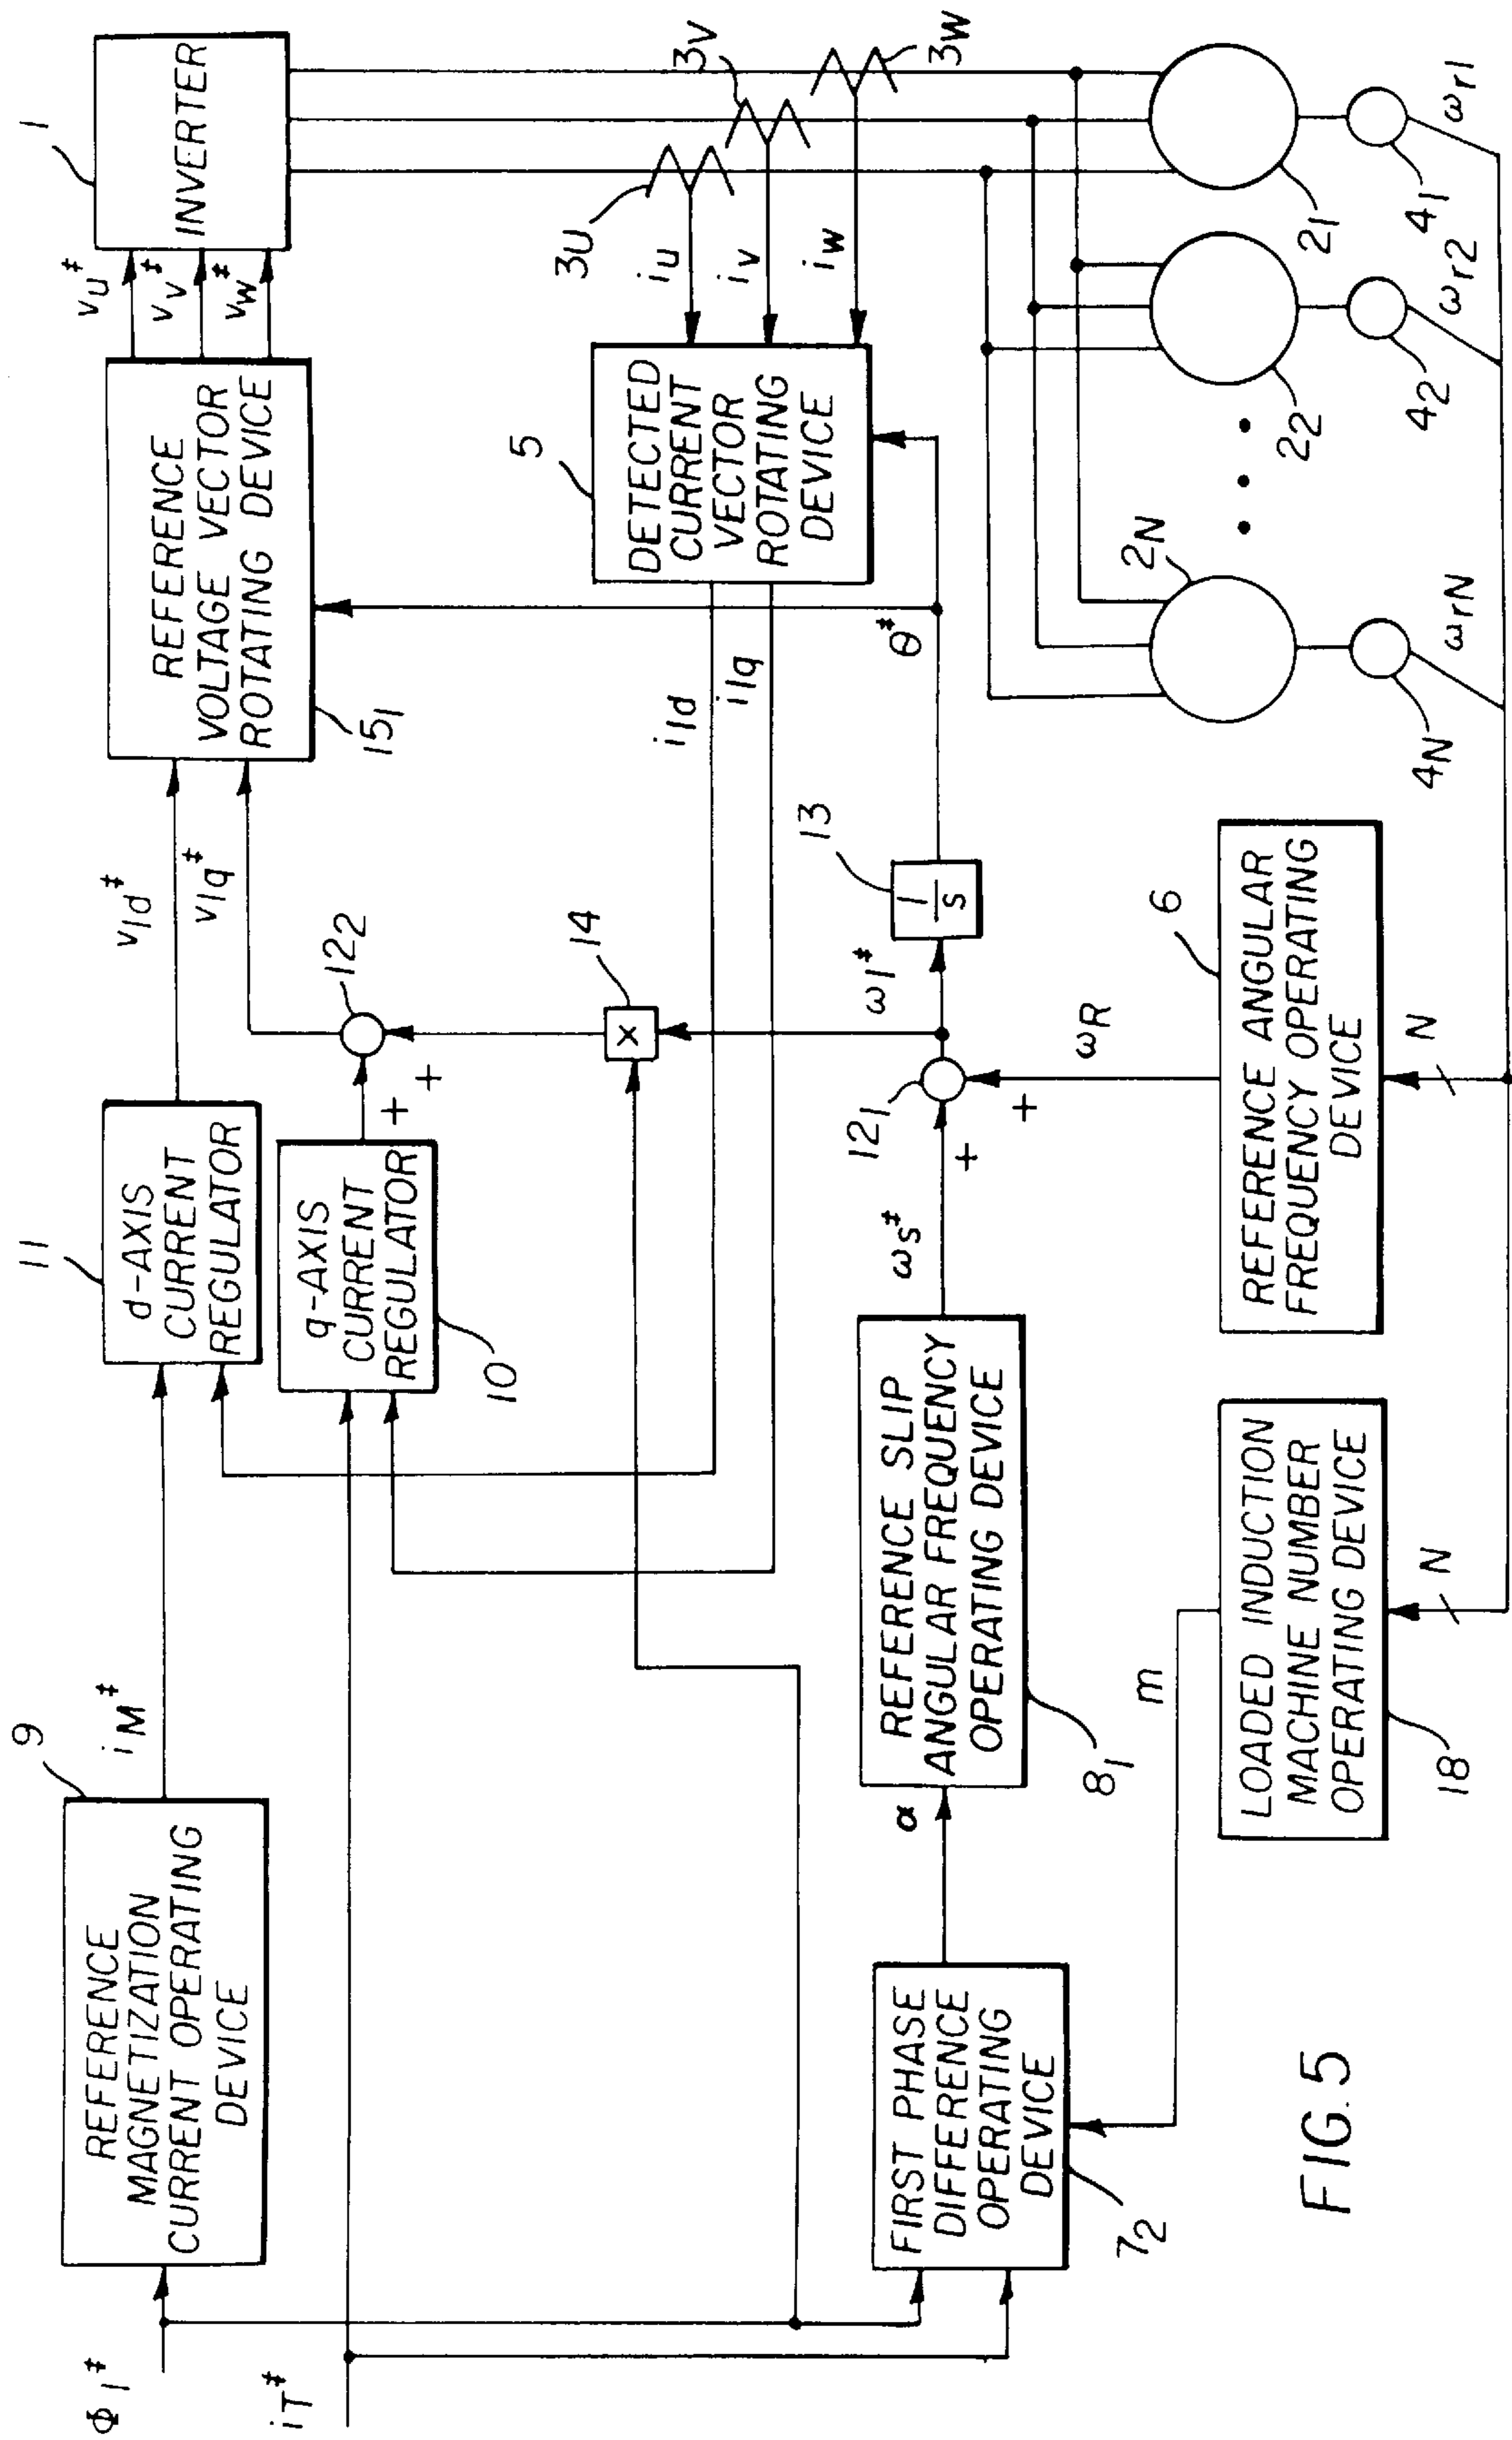 Φ1‡
iT‡
9
REFERENCE
MAGNETIZATION
CURRENT OPERATING
DEVICE
iM‡
11
d-AXIS
CURRENT
REGULATOR
q-AXIS
CURRENT
REGULATOR
10
+
+
12₂
v1d‡
v1q‡
REFERENCE
VOLTAGE VECTOR
ROTATING DEVICE
15₁
vu‡
vv‡
vw‡
1
INVERTER
3U
3V
3W
iu
iv
iw
5
DETECTED
CURRENT
VECTOR
ROTATING
DEVICE
i1d
i1q
θ‡
14
X
13
1
s
ω1‡
12₁
+
+
ωR
ωs‡
REFERENCE SLIP
ANGULAR FREQUENCY
OPERATING DEVICE
8₁
α
FIRST PHASE
DIFFERENCE
OPERATING
DEVICE
7₂
m
LOADED INDUCTION
MACHINE NUMBER
OPERATING DEVICE
18
N
6
REFERENCE ANGULAR
FREQUENCY OPERATING
DEVICE
N
2N
2₂
2₁
4N
4₂
4₁
ωrN
ωr2
ωr1
FIG. 5